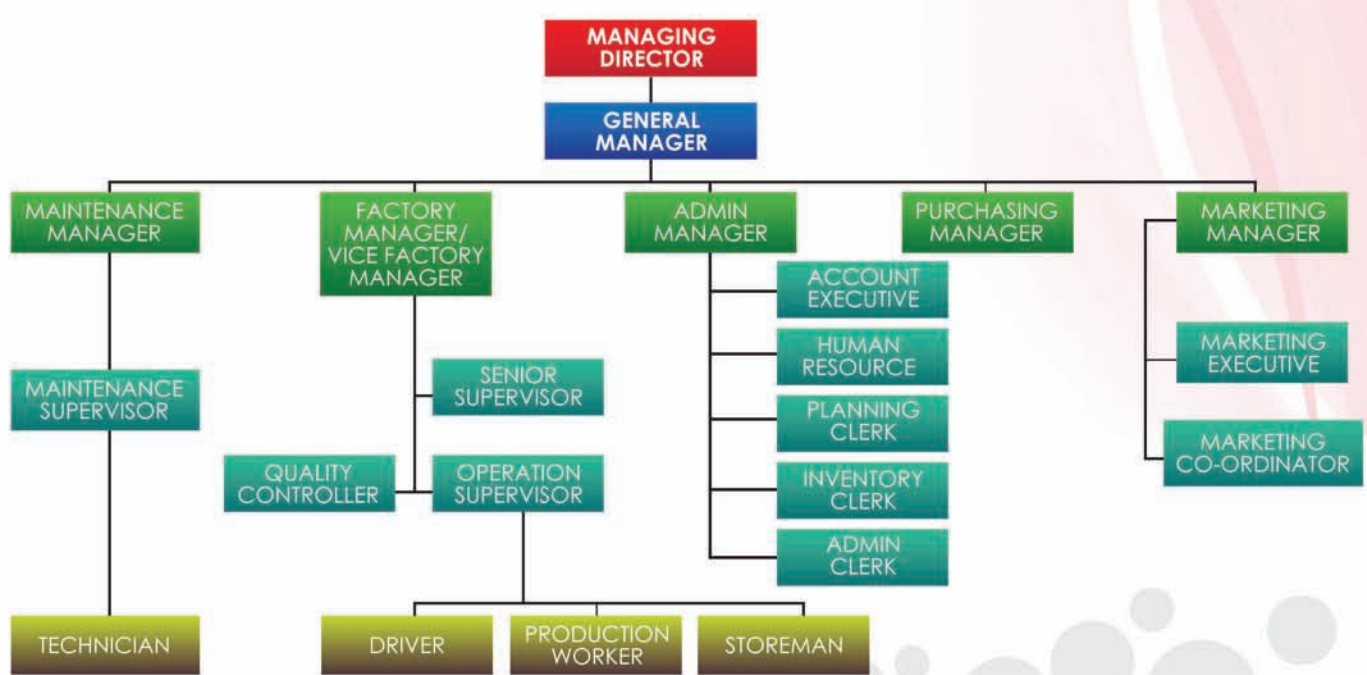 MANAGING
DIRECTOR
GENERAL
MANAGER
MAINTENANCE
MANAGER
FACTORY
MANAGER/
VICE FACTORY
MANAGER
ADMIN
MANAGER
PURCHASING
MANAGER
MARKETING
MANAGER
ACCOUNT
EXECUTIVE
HUMAN
RESOURCE
PLANNING
CLERK
INVENTORY
CLERK
ADMIN
CLERK
MARKETING
EXECUTIVE
MARKETING
CO-ORDINATOR
MAINTENANCE
SUPERVISOR
SENIOR
SUPERVISOR
QUALITY
CONTROLLER
OPERATION
SUPERVISOR
TECHNICIAN
DRIVER
PRODUCTION
WORKER
STOREMAN